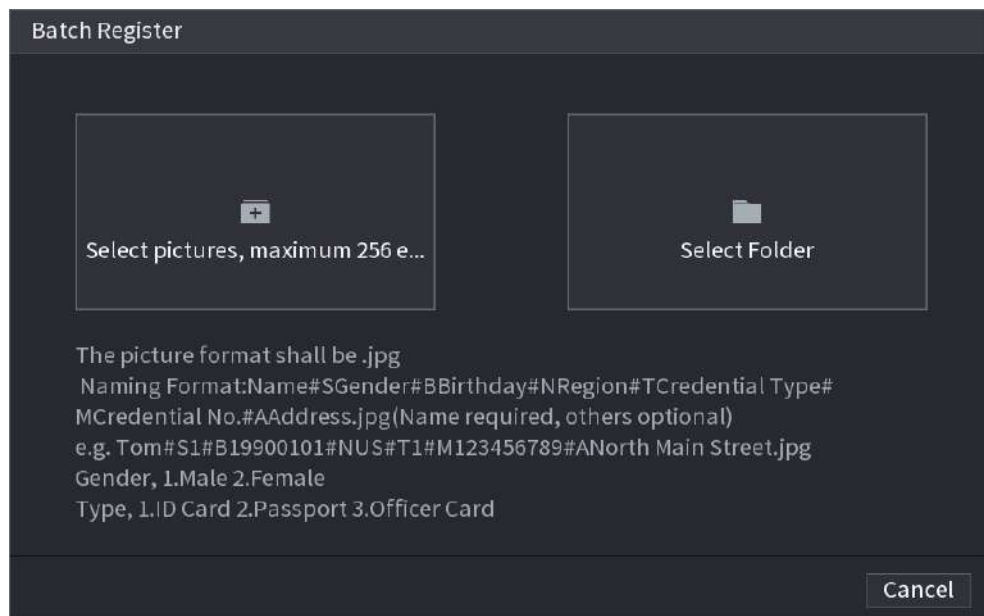 Batch Register
Select pictures, maximum 256 e...
Select Folder
The picture format shall be .jpg
Naming Format:Name#SGender#BBirthday#NRegion#TCredential Type#
MCredential No.#AAddress.jpg(Name required, others optional)
e.g. Tom#S1#B19900101#NUS#T1#M123456789#ANorth Main Street.jpg
Gender, 1.Male 2.Female
Type, 1.ID Card 2.Passport 3.Officer Card
Cancel